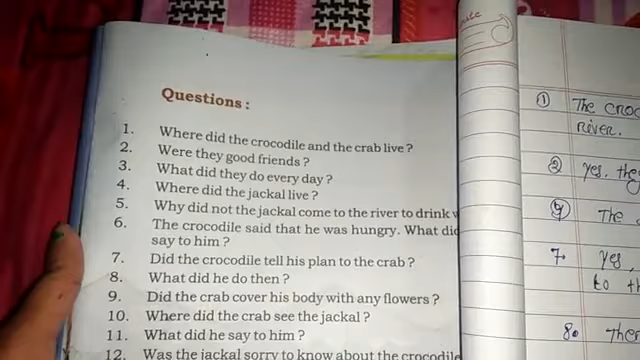 Questions :
1. Where did the crocodile and the crab live ?
2. Were they good friends ?
3. What did they do every day ?
4. Where did the jackal live ?
5. Why did not the jackal come to the river to drink
6. The crocodile said that he was hungry. What did
say to him ?
7. Did the crocodile tell his plan to the crab ?
8. What did he do then ?
9. Did the crab cover his body with any flowers ?
10. Where did the crab see the jackal ?
11. What did he say to him ?
12. Was the jackal sorry to know about the crocodile
① The croc
river.
② yes. they
④ The
7. yes,
to th
8. Then